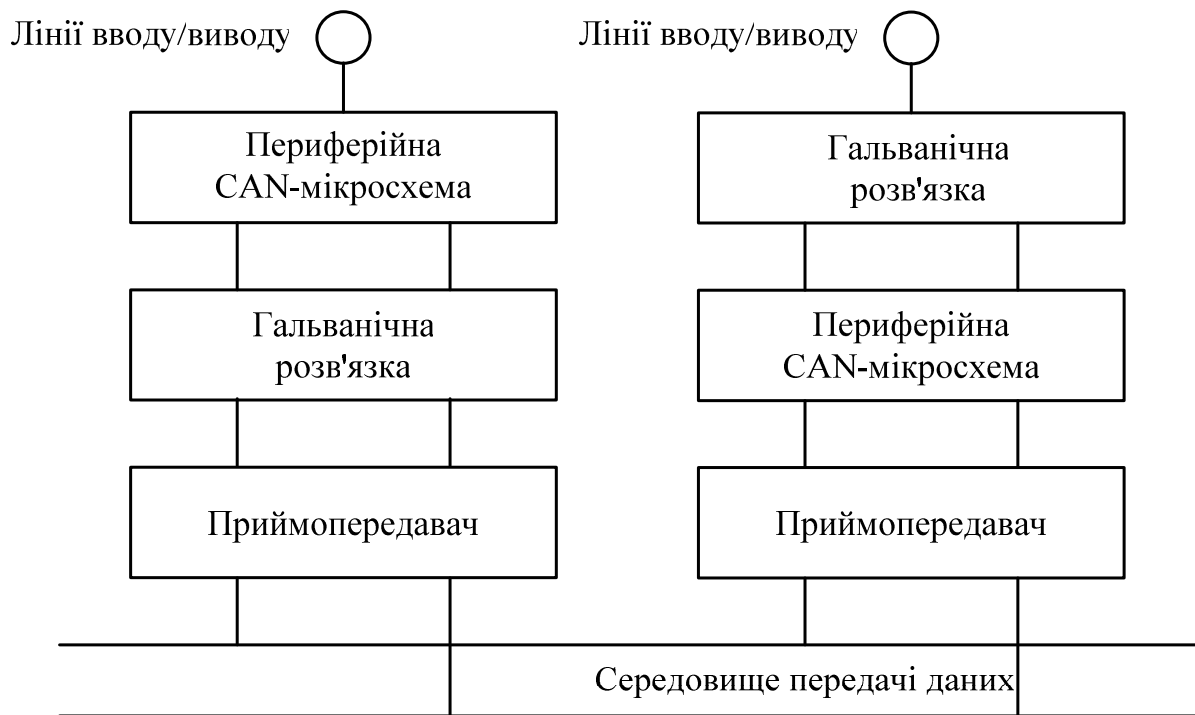 Лінії вводу/виводу
Периферійна
CAN-мікросхема
Гальванічна
розв'язка
Приймопередавач
Лінії вводу/виводу
Гальванічна
розв'язка
Периферійна
CAN-мікросхема
Приймопередавач
Середовище передачі даних